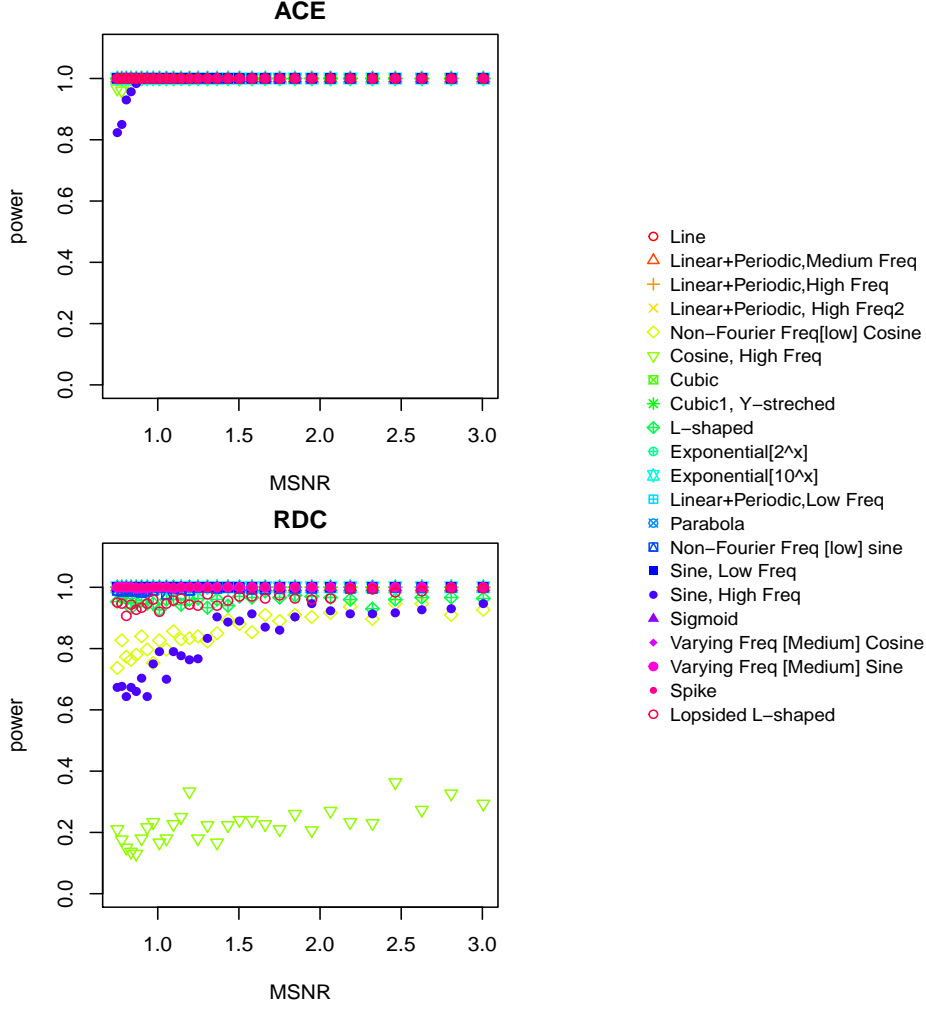 ACE
power
0.0 0.2 0.4 0.6 0.8 1.0
1.0 1.5 2.0 2.5 3.0
MSNR
RDC
power
0.0 0.2 0.4 0.6 0.8 1.0
1.0 1.5 2.0 2.5 3.0
MSNR
Line
Linear+Periodic,Medium Freq
Linear+Periodic,High Freq
Linear+Periodic, High Freq2
Non−Fourier Freq[low] Cosine
Cosine, High Freq
Cubic
Cubic1, Y−streched
L−shaped
Exponential[2^x]
Exponential[10^x]
Linear+Periodic,Low Freq
Parabola
Non−Fourier Freq [low] sine
Sine, Low Freq
Sine, High Freq
Sigmoid
Varying Freq [Medium] Cosine
Varying Freq [Medium] Sine
Spike
Lopsided L−shaped